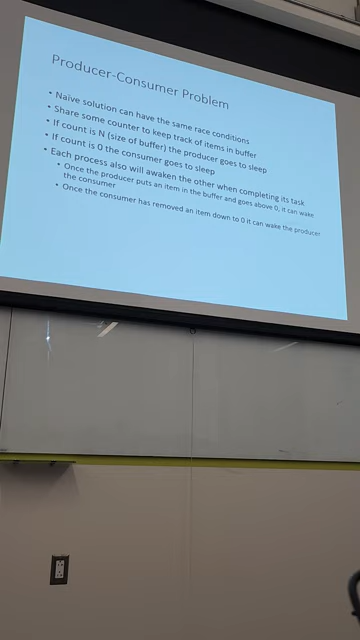 Producer-Consumer Problem
• Naïve solution can have the same race conditions
• Share some counter to keep track of items in buffer
• If count is N (size of buffer) the producer goes to sleep
• If count is 0 the consumer goes to sleep
• Each process also will awaken the other when completing its task
• Once the producer puts an item in the buffer and goes above 0, it can wake
the consumer
• Once the consumer has removed an item down to 0 it can wake the producer